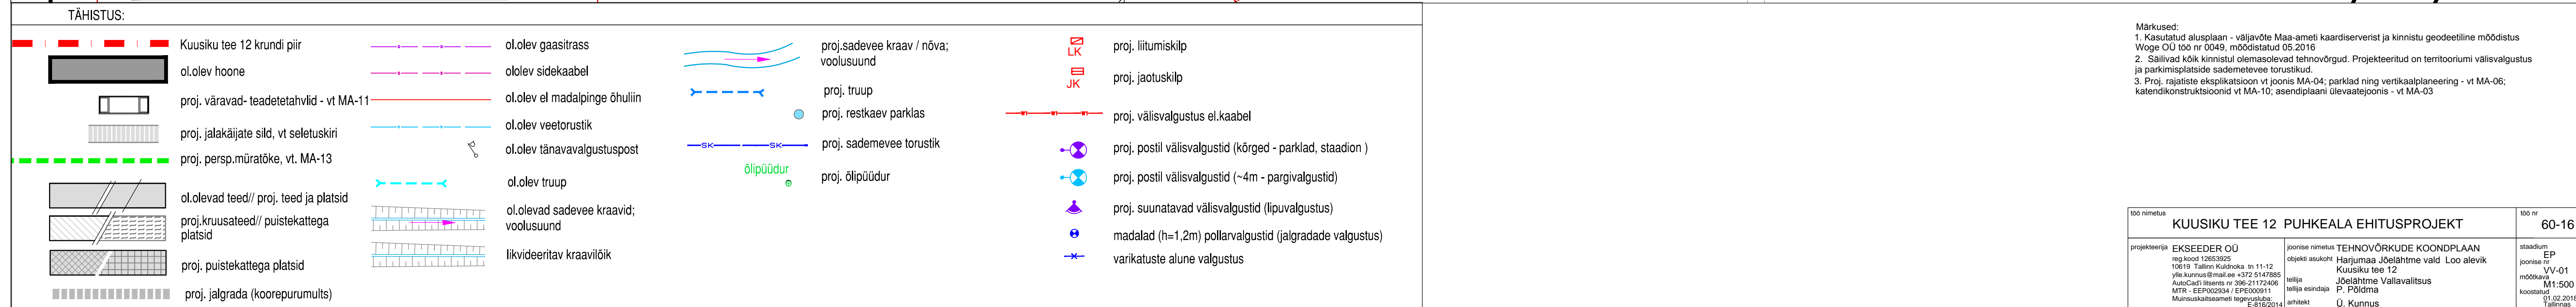 TÄHISTUS:
Kuusiku tee 12 krundi piir
ol.olev hoone
proj. väravad- teadetetahvlid - vt MA-11
proj. jalakäijate sild, vt seletuskiri
proj. persp.müratõke, vt. MA-13
ol.olevad teed// proj. teed ja platsid
proj.kruusateed// puistekattega
platsid
proj. puistekattega platsid
proj. jalgrada (koorepurumults)
ol.olev gaasitrass
ololev sidekaabel
ol.olev el madalpinge õhuliin
ol.olev veetorustik
ol.olev tänavavalgustuspost
ol.olev truup
ol.olevad sadevee kraavid;
voolusuund
likvideeritav kraavilõik
proj.sadevee kraav / nõva;
voolusuund
proj. truup
proj. restkaev parklas
SK SK
proj. sademevee torustik
õlipüüdur
proj. õlipüüdur
LK
proj. liitumiskilp
JK
proj. jaotuskilp
W1 W1 W1
proj. välisvalgustus el.kaabel
proj. postil välisvalgustid (kõrged - parklad, staadion )
proj. postil välisvalgustid (~4m - pargivalgustid)
proj. suunatavad välisvalgustid (lipuvalgustus)
madalad (h=1,2m) pollarvalgustid (jalgradade valgustus)
varikatuste alune valgustus
Märkused:
1. Kasutatud alusplaan - väljavõte Maa-ameti kaardiserverist ja kinnistu geodeetiline mõõdistus
Woge OÜ töö nr 0049, mõõdistatud 05.2016
2. Säilivad kõik kinnistul olemasolevad tehnovõrgud. Projekteeritud on territooriumi välisvalgustus
ja parkimisplatside sademetevee torustikud.
3. Proj. rajatiste eksplikatsioon vt joonis MA-04; parklad ning vertikaalplaneering - vt MA-06;
katendikonstruktsioonid vt MA-10; asendiplaani ülevaatejoonis - vt MA-03
töö nimetus
KUUSIKU TEE 12 PUHKEALA EHITUSPROJEKT
töö nr
60-16
projekteerija EKSEEDER OÜ
reg.kood 12653925
10619 Tallinn Kuldnoka tn 11-12
ylle.kunnus@mail.ee +372 5147885
AutoCad'i litsents nr 396-21172406
MTR - EEP002934 / EPE000911
Muinsuskaitseameti tegevusluba:
E-816/2014
joonise nimetus TEHNOVÕRKUDE KOONDPLAAN
objekti asukoht Harjumaa Jõelähtme vald Loo alevik
Kuusiku tee 12
tellija Jõelähtme Vallavalitsus
tellija esindaja P. Põldma
arhitekt Ü. Kunnus
staadium
EP
joonise nr
VV-01
mõõtkava
M1:500
koostatud
Tallinnas